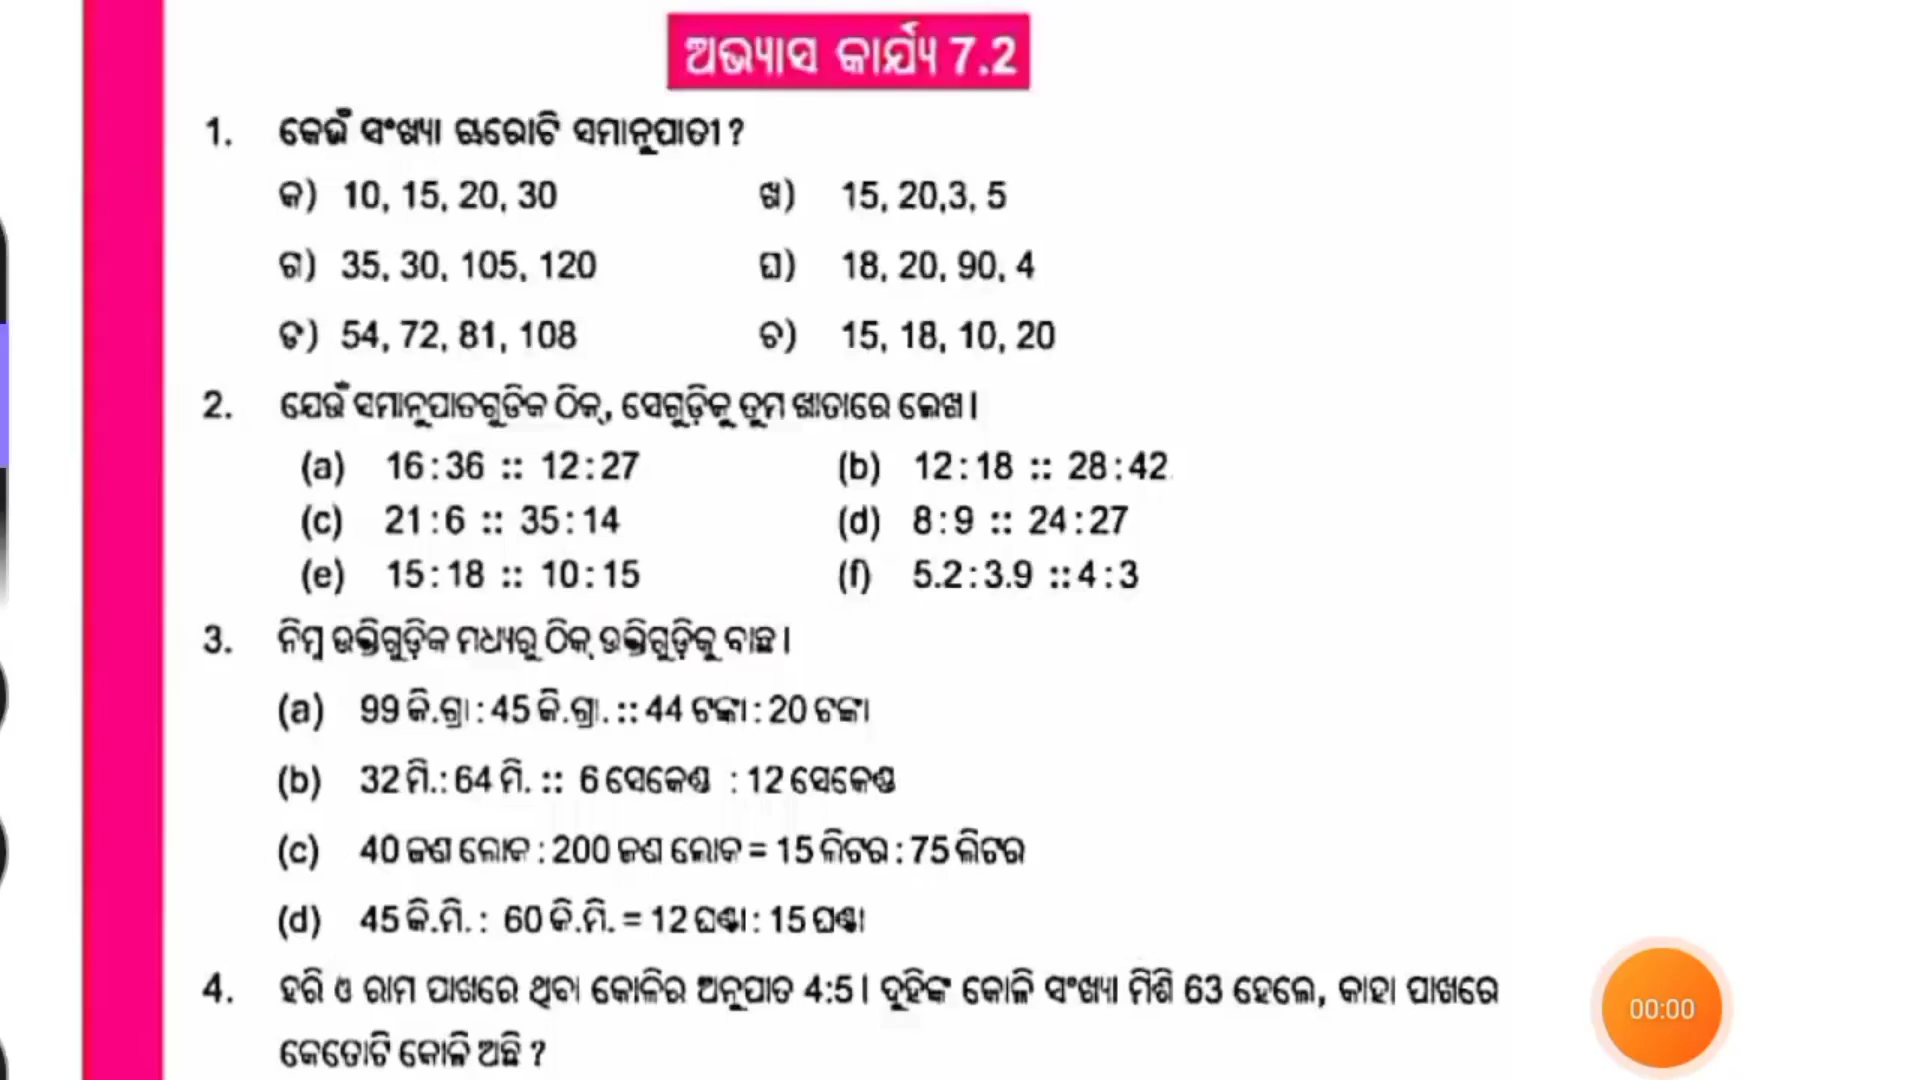 ଅଭ୍ୟାସ କାର୍ଯ୍ୟ 7.2
1. କେଉଁ ସଂଖ୍ୟା ଚାରୋଟି ସମାନୁପାତୀ ?
କ) 10, 15, 20, 30 ଖ) 15, 20,3, 5
ଗ) 35, 30, 105, 120 ଘ) 18, 20, 90, 4
ଙ) 54, 72, 81, 108 ଚ) 15, 18, 10, 20
2. ଯେଉଁ ସମାନୁପାତଗୁଡିକ ଠିକ୍, ସେଗୁଡ଼ିକୁ ତୁମ ଖାତାରେ ଲେଖ ।
(a) 16 : 36 :: 12 : 27 (b) 12 : 18 :: 28 : 42
(c) 21 : 6 :: 35 : 14 (d) 8 : 9 :: 24 : 27
(e) 15 : 18 :: 10 : 15 (f) 5.2 : 3.9 :: 4 : 3
3. ନିମ୍ନ ଉକ୍ତିଗୁଡ଼ିକ ମଧ୍ୟରୁ ଠିକ୍ ଉକ୍ତିଗୁଡ଼ିକୁ ବାଛ ।
(a) 99 କି.ଗ୍ରା : 45 କି.ଗ୍ରା. :: 44 ଟଙ୍କା : 20 ଟଙ୍କା
(b) 32 ମି. : 64 ମି. :: 6 ସେକେଣ୍ଡ : 12 ସେକେଣ୍ଡ
(c) 40 ଜଣ ଲୋକ : 200 ଜଣ ଲୋକ = 15 ଲିଟର : 75 ଲିଟର
(d) 45 କି.ମି. : 60 କି.ମି. = 12 ଘଣ୍ଟା : 15 ଘଣ୍ଟା
4. ହରି ଓ ରାମ ପାଖରେ ଥିବା କୋଳିର ଅନୁପାତ 4:5 । ଦୁହିଙ୍କ କୋଳି ସଂଖ୍ୟା ମିଶି 63 ହେଲେ, କାହା ପାଖରେ
କେତୋଟି କୋଳି ଅଛି ?
00:00